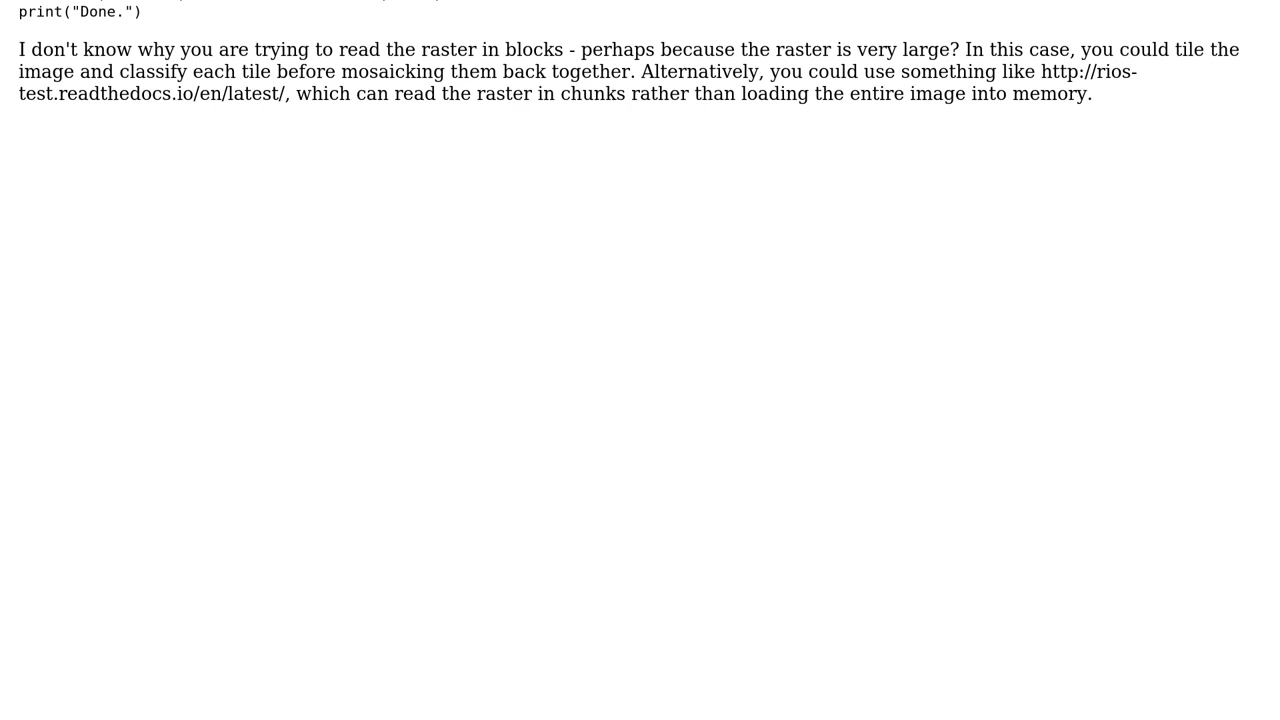 print("Done.")
I don't know why you are trying to read the raster in blocks - perhaps because the raster is very large? In this case, you could tile the
image and classify each tile before mosaicking them back together. Alternatively, you could use something like http://rios-
test.readthedocs.io/en/latest/, which can read the raster in chunks rather than loading the entire image into memory.